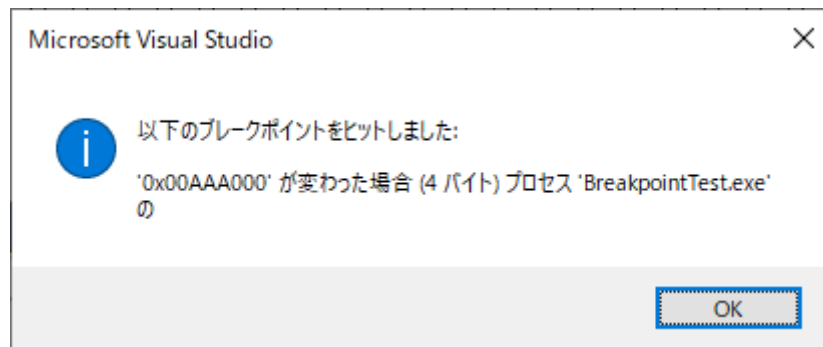 Microsoft Visual Studio
以下のブレークポイントをヒットしました:
'0x00AAA000' が変わった場合 (4 バイト) プロセス 'BreakpointTest.exe'
の
OK